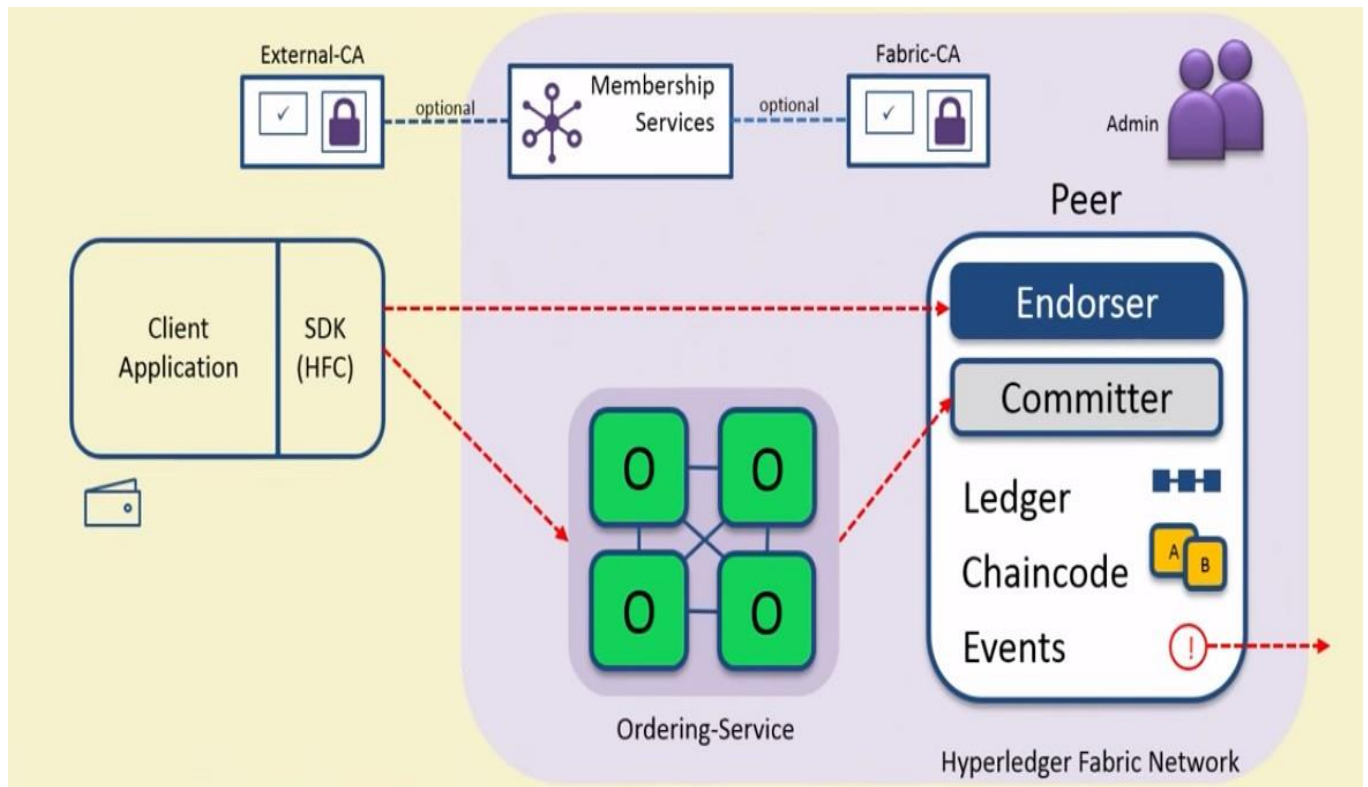 External-CA
optional
Membership
Services
optional
Fabric-CA
✓
✓
Admin
Peer
Client
Application
SDK
(HFC)
Endorser
Committer
O
O
O
O
Ledger
Chaincode
A
B
Events
!
Ordering-Service
Hyperledger Fabric Network